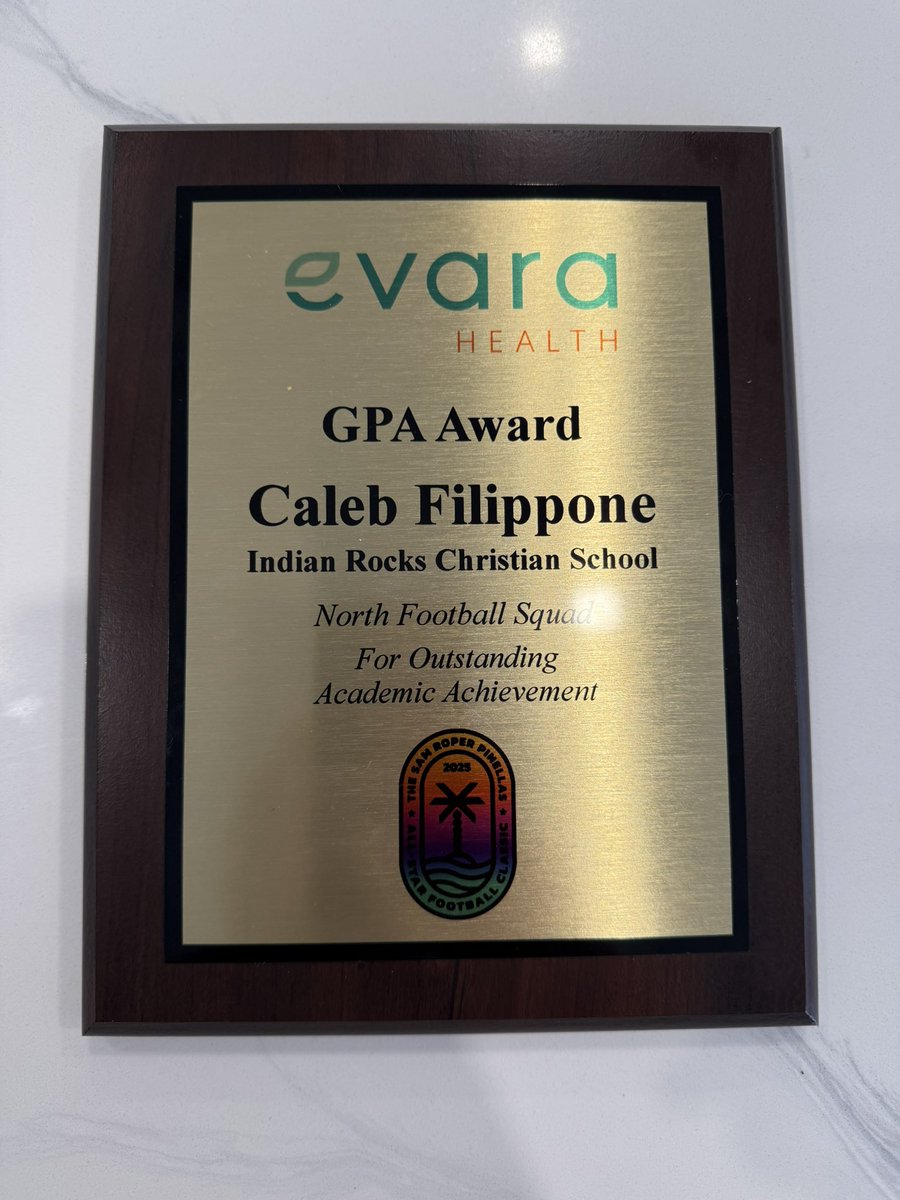 evara
HEALTH
GPA Award
Caleb Filippone
Indian Rocks Christian School
North Football Squad
For Outstanding
Academic Achievement
THE SAM ROPER PINELLAS
2025
ALL-STAR FOOTBALL CLASSIC